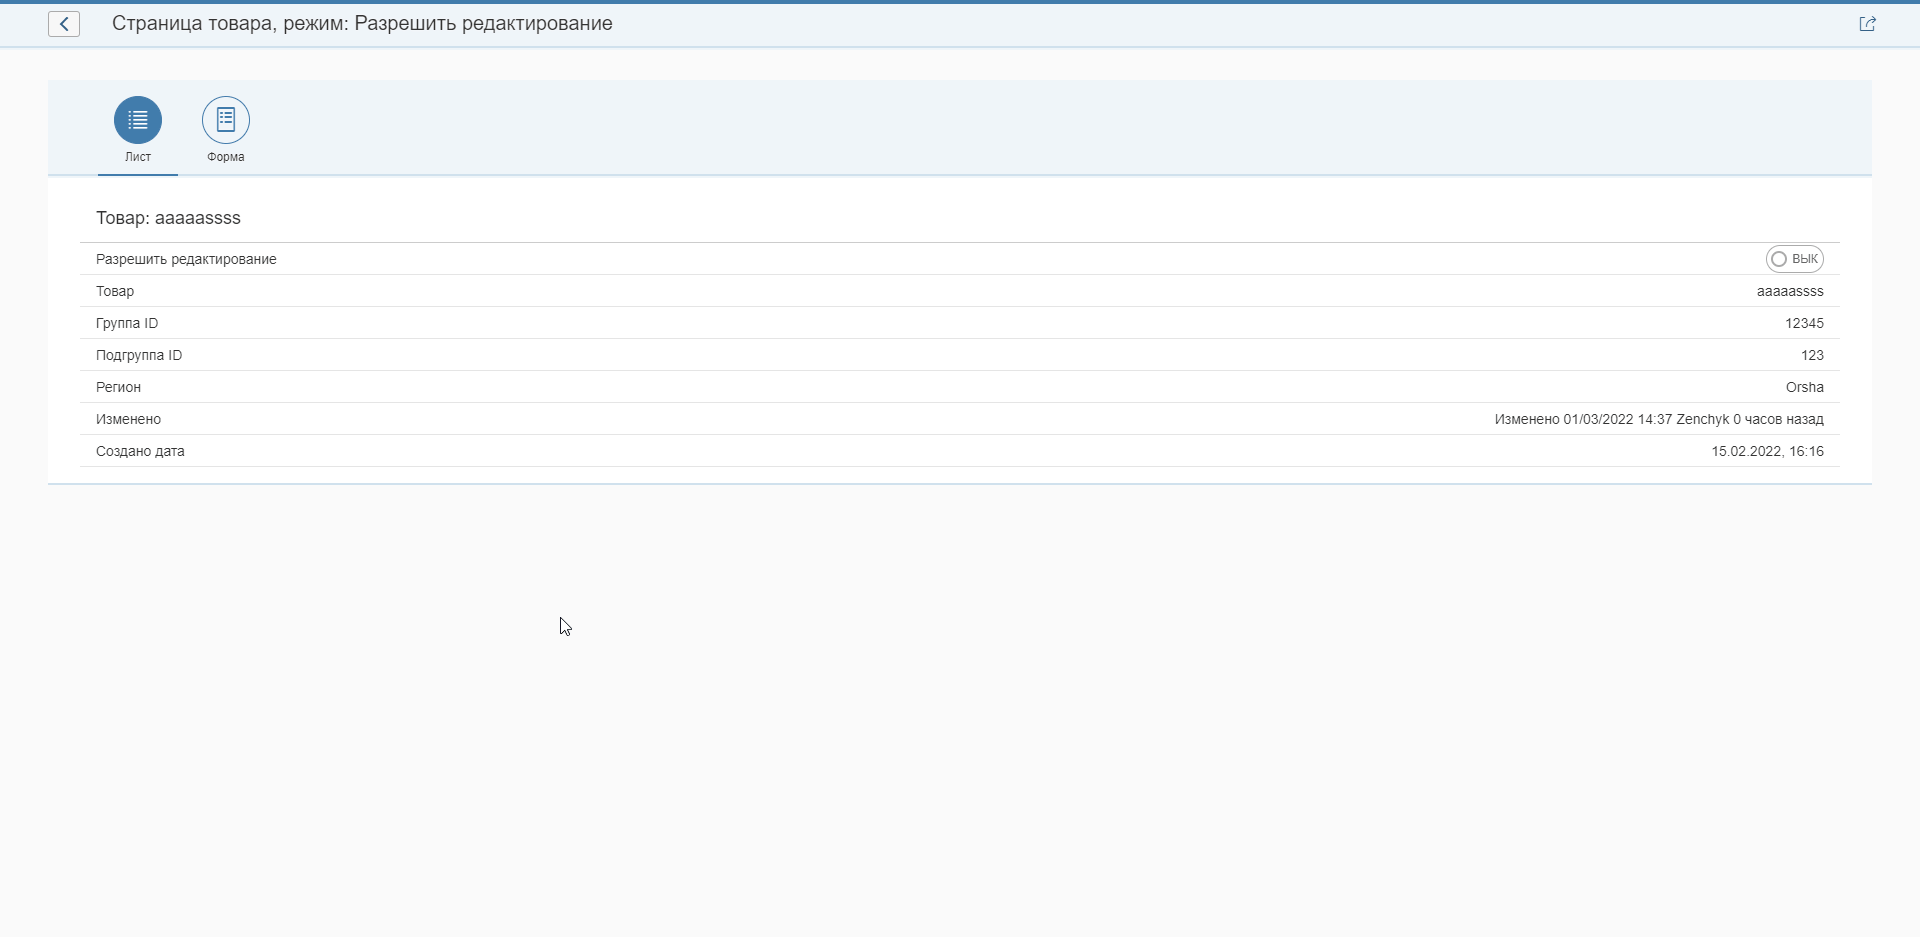 Страница товара, режим: Разрешить редактирование
Лист
Форма
Товар: aaaaassss
Разрешить редактирование ВЫК
Товар aaaaassss
Группа ID 12345
Подгруппа ID 123
Регион Orsha
Изменено Изменено 01/03/2022 14:37 Zenchyk 0 часов назад
Создано дата 15.02.2022, 16:16